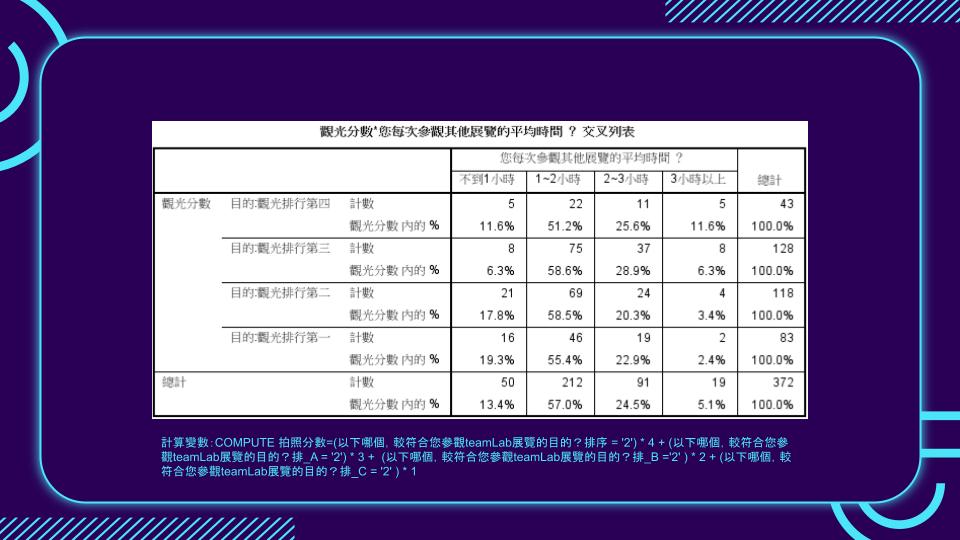 觀光分數*您每次參觀其他展覽的平均時間 ? 交叉列表
您每次參觀其他展覽的平均時間 ?
不到1小時 1~2小時 2~3小時 3小時以上 總計
觀光分數 目的:觀光排行第四 計數 5 22 11 5 43
觀光分數 內的 % 11.6% 51.2% 25.6% 11.6% 100.0%
目的:觀光排行第三 計數 8 75 37 8 128
觀光分數 內的 % 6.3% 58.6% 28.9% 6.3% 100.0%
目的:觀光排行第二 計數 21 69 24 4 118
觀光分數 內的 % 17.8% 58.5% 20.3% 3.4% 100.0%
目的:觀光排行第一 計數 16 46 19 2 83
觀光分數 內的 % 19.3% 55.4% 22.9% 2.4% 100.0%
總計 計數 50 212 91 19 372
觀光分數 內的 % 13.4% 57.0% 24.5% 5.1% 100.0%
計算變數：COMPUTE 拍照分數=(以下哪個，較符合您參觀teamLab展覽的目的？排序 = '2') * 4 + (以下哪個，較符合您參
觀teamLab展覽的目的？排_A = '2') * 3 + (以下哪個，較符合您參觀teamLab展覽的目的？排_B ='2' ) * 2 + (以下哪個，較
符合您參觀teamLab展覽的目的？排_C = '2' ) * 1